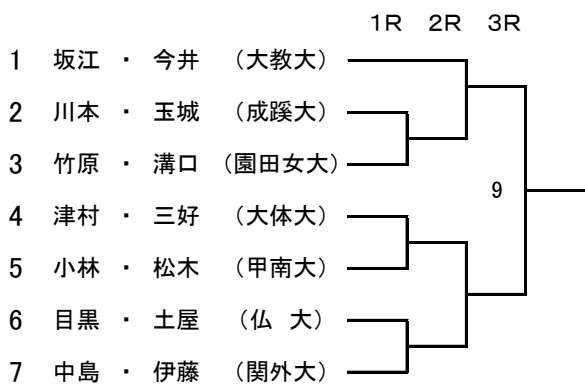 1R 2R 3R
1 坂江 ・ 今井 （大教大）
2 川本 ・ 玉城 （成蹊大）
3 竹原 ・ 溝口 （園田女大）
9
4 津村 ・ 三好 （大体大）
5 小林 ・ 松木 （甲南大）
6 目黒 ・ 土屋 （仏 大）
7 中島 ・ 伊藤 （関外大）